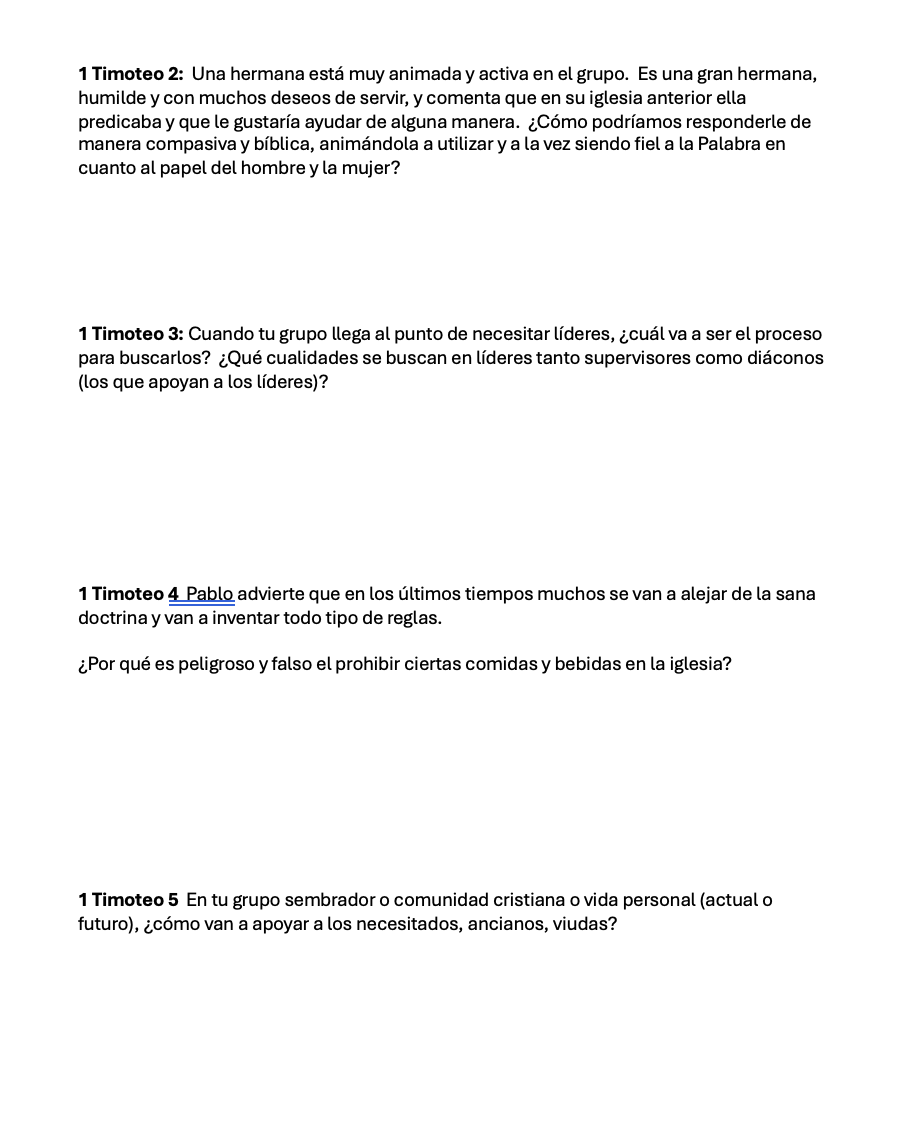 1 Timoteo 2:  Una hermana está muy animada y activa en el grupo.  Es una gran hermana,
humilde y con muchos deseos de servir, y comenta que en su iglesia anterior ella
predicaba y que le gustaría ayudar de alguna manera.  ¿Cómo podríamos responderle de
manera compasiva y bíblica, animándola a utilizar y a la vez siendo fiel a la Palabra en
cuanto al papel del hombre y la mujer?
1 Timoteo 3: Cuando tu grupo llega al punto de necesitar líderes, ¿cuál va a ser el proceso
para buscarlos?  ¿Qué cualidades se buscan en líderes tanto supervisores como diáconos
(los que apoyan a los líderes)?
1 Timoteo 4  Pablo advierte que en los últimos tiempos muchos se van a alejar de la sana
doctrina y van a inventar todo tipo de reglas.
¿Por qué es peligroso y falso el prohibir ciertas comidas y bebidas en la iglesia?
1 Timoteo 5  En tu grupo sembrador o comunidad cristiana o vida personal (actual o
futuro), ¿cómo van a apoyar a los necesitados, ancianos, viudas?